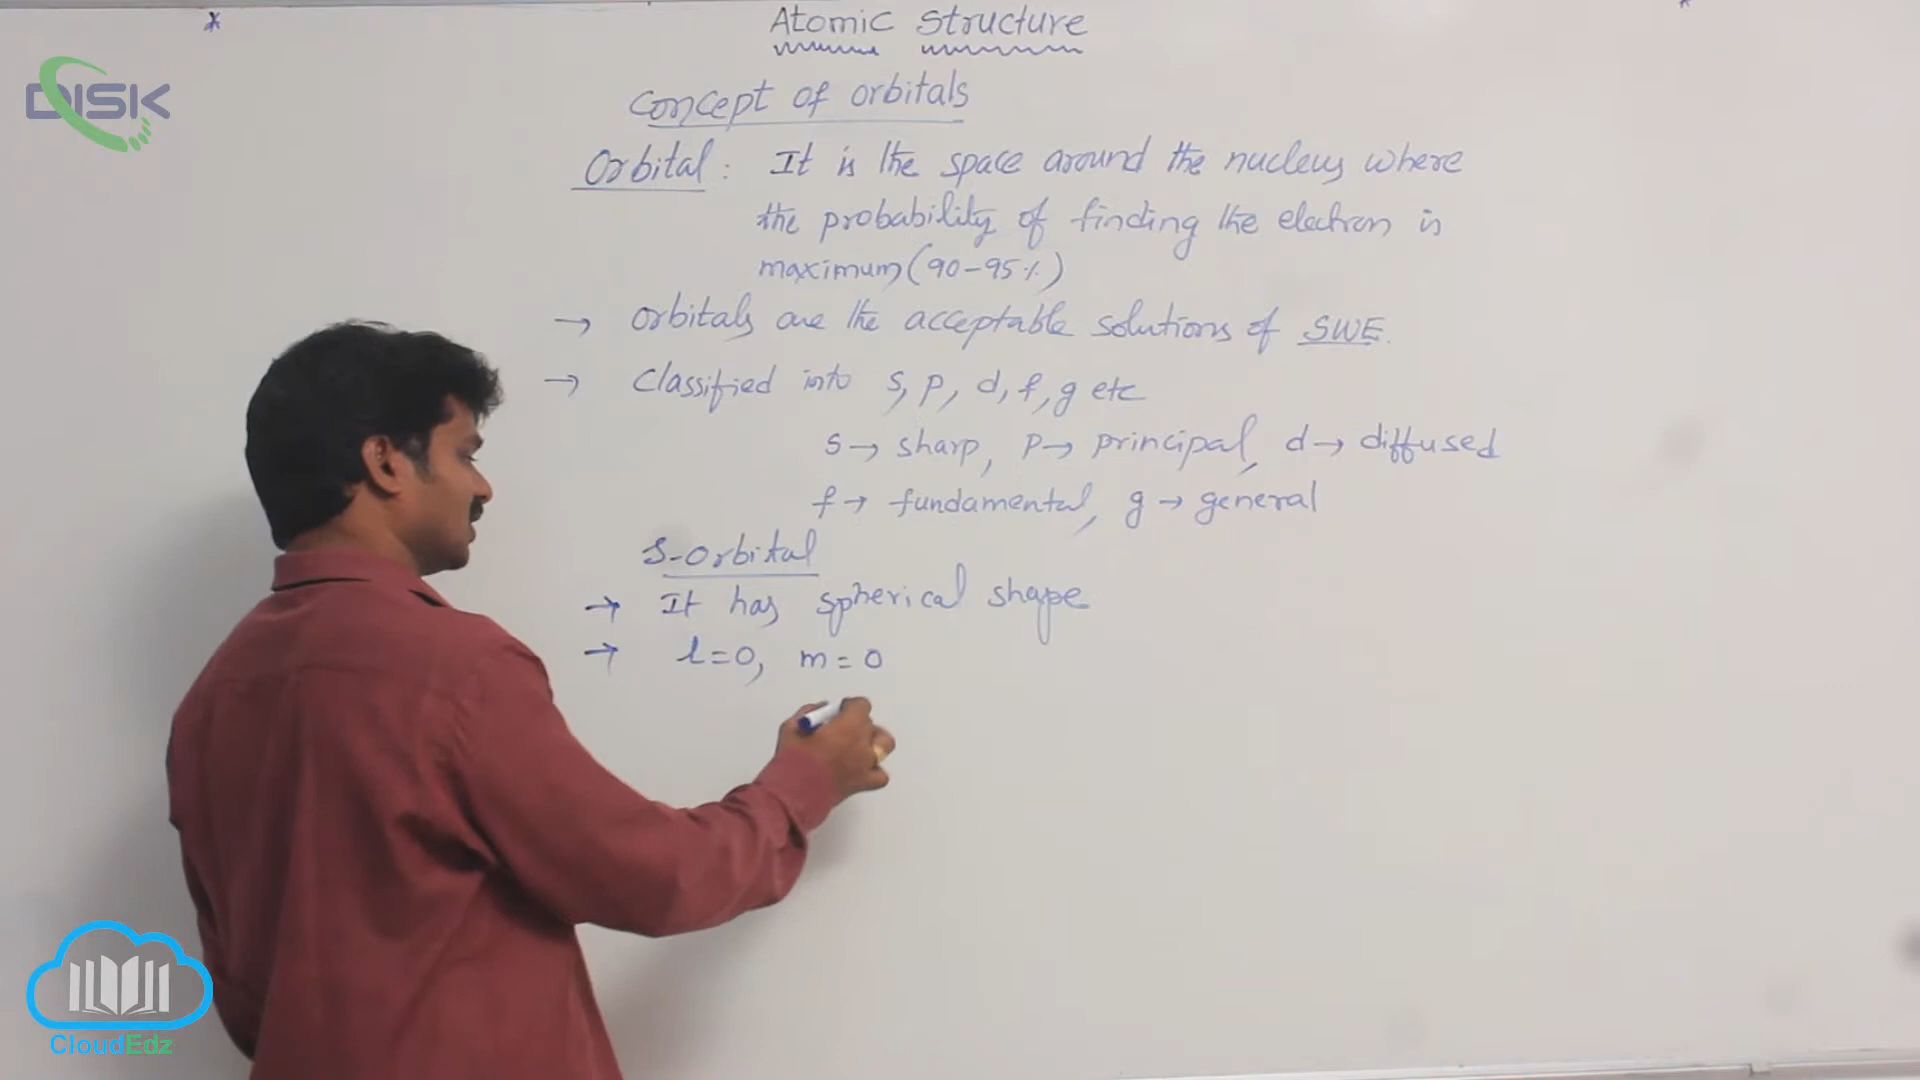 Atomic Structure
DISK
Concept of orbitals
Orbital : It is the space around the nucleus where
the probability of finding the electron is
maximum (90-95%)
→ Orbitals are the acceptable solutions of SWE.
→ Classified into s, p, d, f, g etc
s → sharp, p → principal, d → diffused
f → fundamental, g → general
S-Orbital
→ It has spherical shape
→ l=0, m=0
CloudEdz